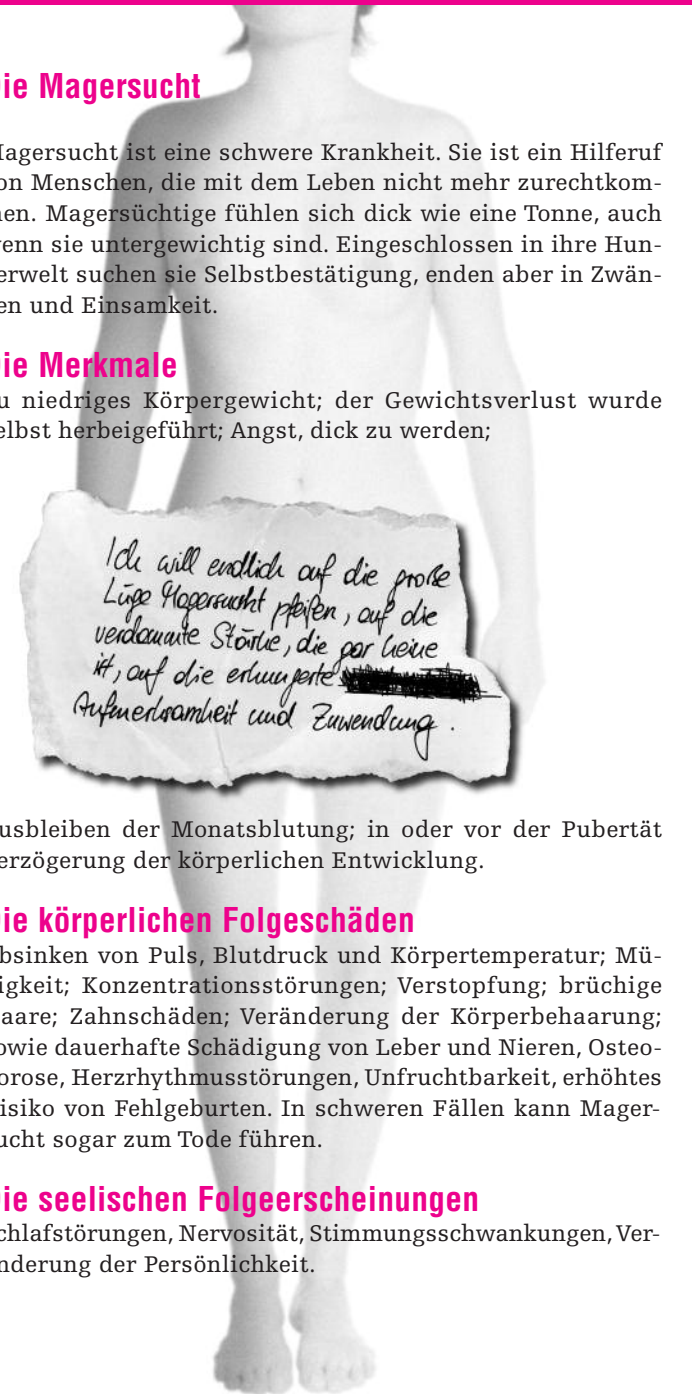 ie Magersucht
agersucht ist eine schwere Krankheit. Sie ist ein Hilferuf
on Menschen, die mit dem Leben nicht mehr zurechtkom-
en. Magersüchtige fühlen sich dick wie eine Tonne, auch
enn sie untergewichtig sind. Eingeschlossen in ihre Hun-
erwelt suchen sie Selbstbestätigung, enden aber in Zwän-
en und Einsamkeit.
ie Merkmale
u niedriges Körpergewicht; der Gewichtsverlust wurde
elbst herbeigeführt; Angst, dick zu werden;
Ich will endlich auf die große
Lüge Magersucht pfeifen, auf die
verdammte Stärke, die gar keine
ist, auf die erhungerte
Aufmerksamkeit und Zuwendung.
usbleiben der Monatsblutung; in oder vor der Pubertät
erzögerung der körperlichen Entwicklung.
ie körperlichen Folgeschäden
bsinken von Puls, Blutdruck und Körpertemperatur; Mü-
igkeit; Konzentrationsstörungen; Verstopfung; brüchige
aare; Zahnschäden; Veränderung der Körperbehaarung;
owie dauerhafte Schädigung von Leber und Nieren, Osteo-
orose, Herzrhythmusstörungen, Unfruchtbarkeit, erhöhtes
isiko von Fehlgeburten. In schweren Fällen kann Mager-
ucht sogar zum Tode führen.
ie seelischen Folgeerscheinungen
chlafstörungen, Nervosität, Stimmungsschwankungen, Ver-
nderung der Persönlichkeit.